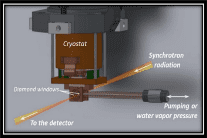 Cryostat
Synchrotron
radiation
Diamond windows
Pumping or
water vapor pressure
To the detector